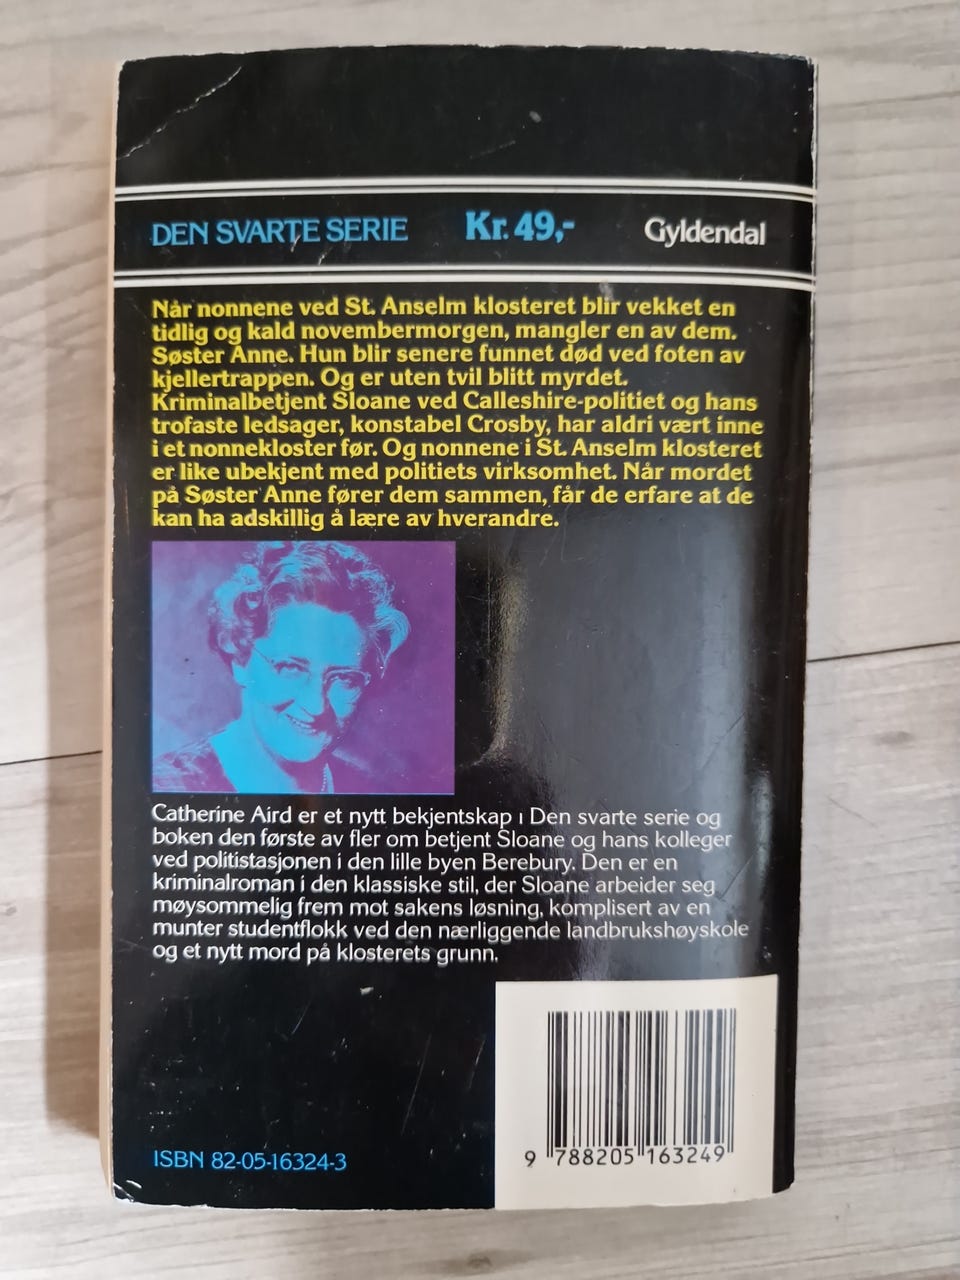 DEN SVARTE SERIE Kr. 49,- Gyldendal
Når nonnene ved St. Anselm klosteret blir vekket en
tidlig og kald novembermorgen, mangler en av dem.
Søster Anne. Hun blir senere funnet død ved foten av
kjellertrappen. Og er uten tvil blitt myrdet.
Kriminalbetjent Sloane ved Calleshire-politiet og hans
trofaste ledsager, konstabel Crosby, har aldri vært inne
i et nonnekloster før. Og nonnene i St. Anselm klosteret
er like ubekjent med politiets virksomhet. Når mordet
på Søster Anne fører dem sammen, får de erfare at de
kan ha adskillig å lære av hverandre.
Catherine Aird er et nytt bekjentskap i Den svarte serie og
boken den første av fler om betjent Sloane og hans kolleger
ved politistasjonen i den lille byen Berebury. Den er en
kriminalroman i den klassiske stil, der Sloane arbeider seg
møysommelig frem mot sakens løsning, komplisert av en
munter studentflokk ved den nærliggende landbrukshøyskole
og et nytt mord på klosterets grunn.
ISBN 82-05-16324-3
9 788205 163249